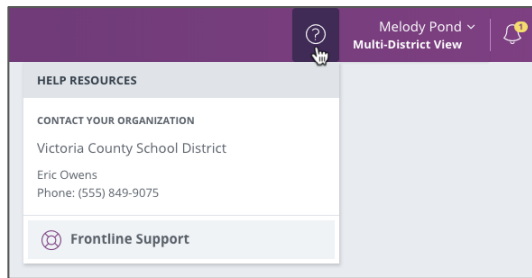 Melody Pond
Multi-District View
1
HELP RESOURCES
CONTACT YOUR ORGANIZATION
Victoria County School District
Eric Owens
Phone: (555) 849-9075
Frontline Support